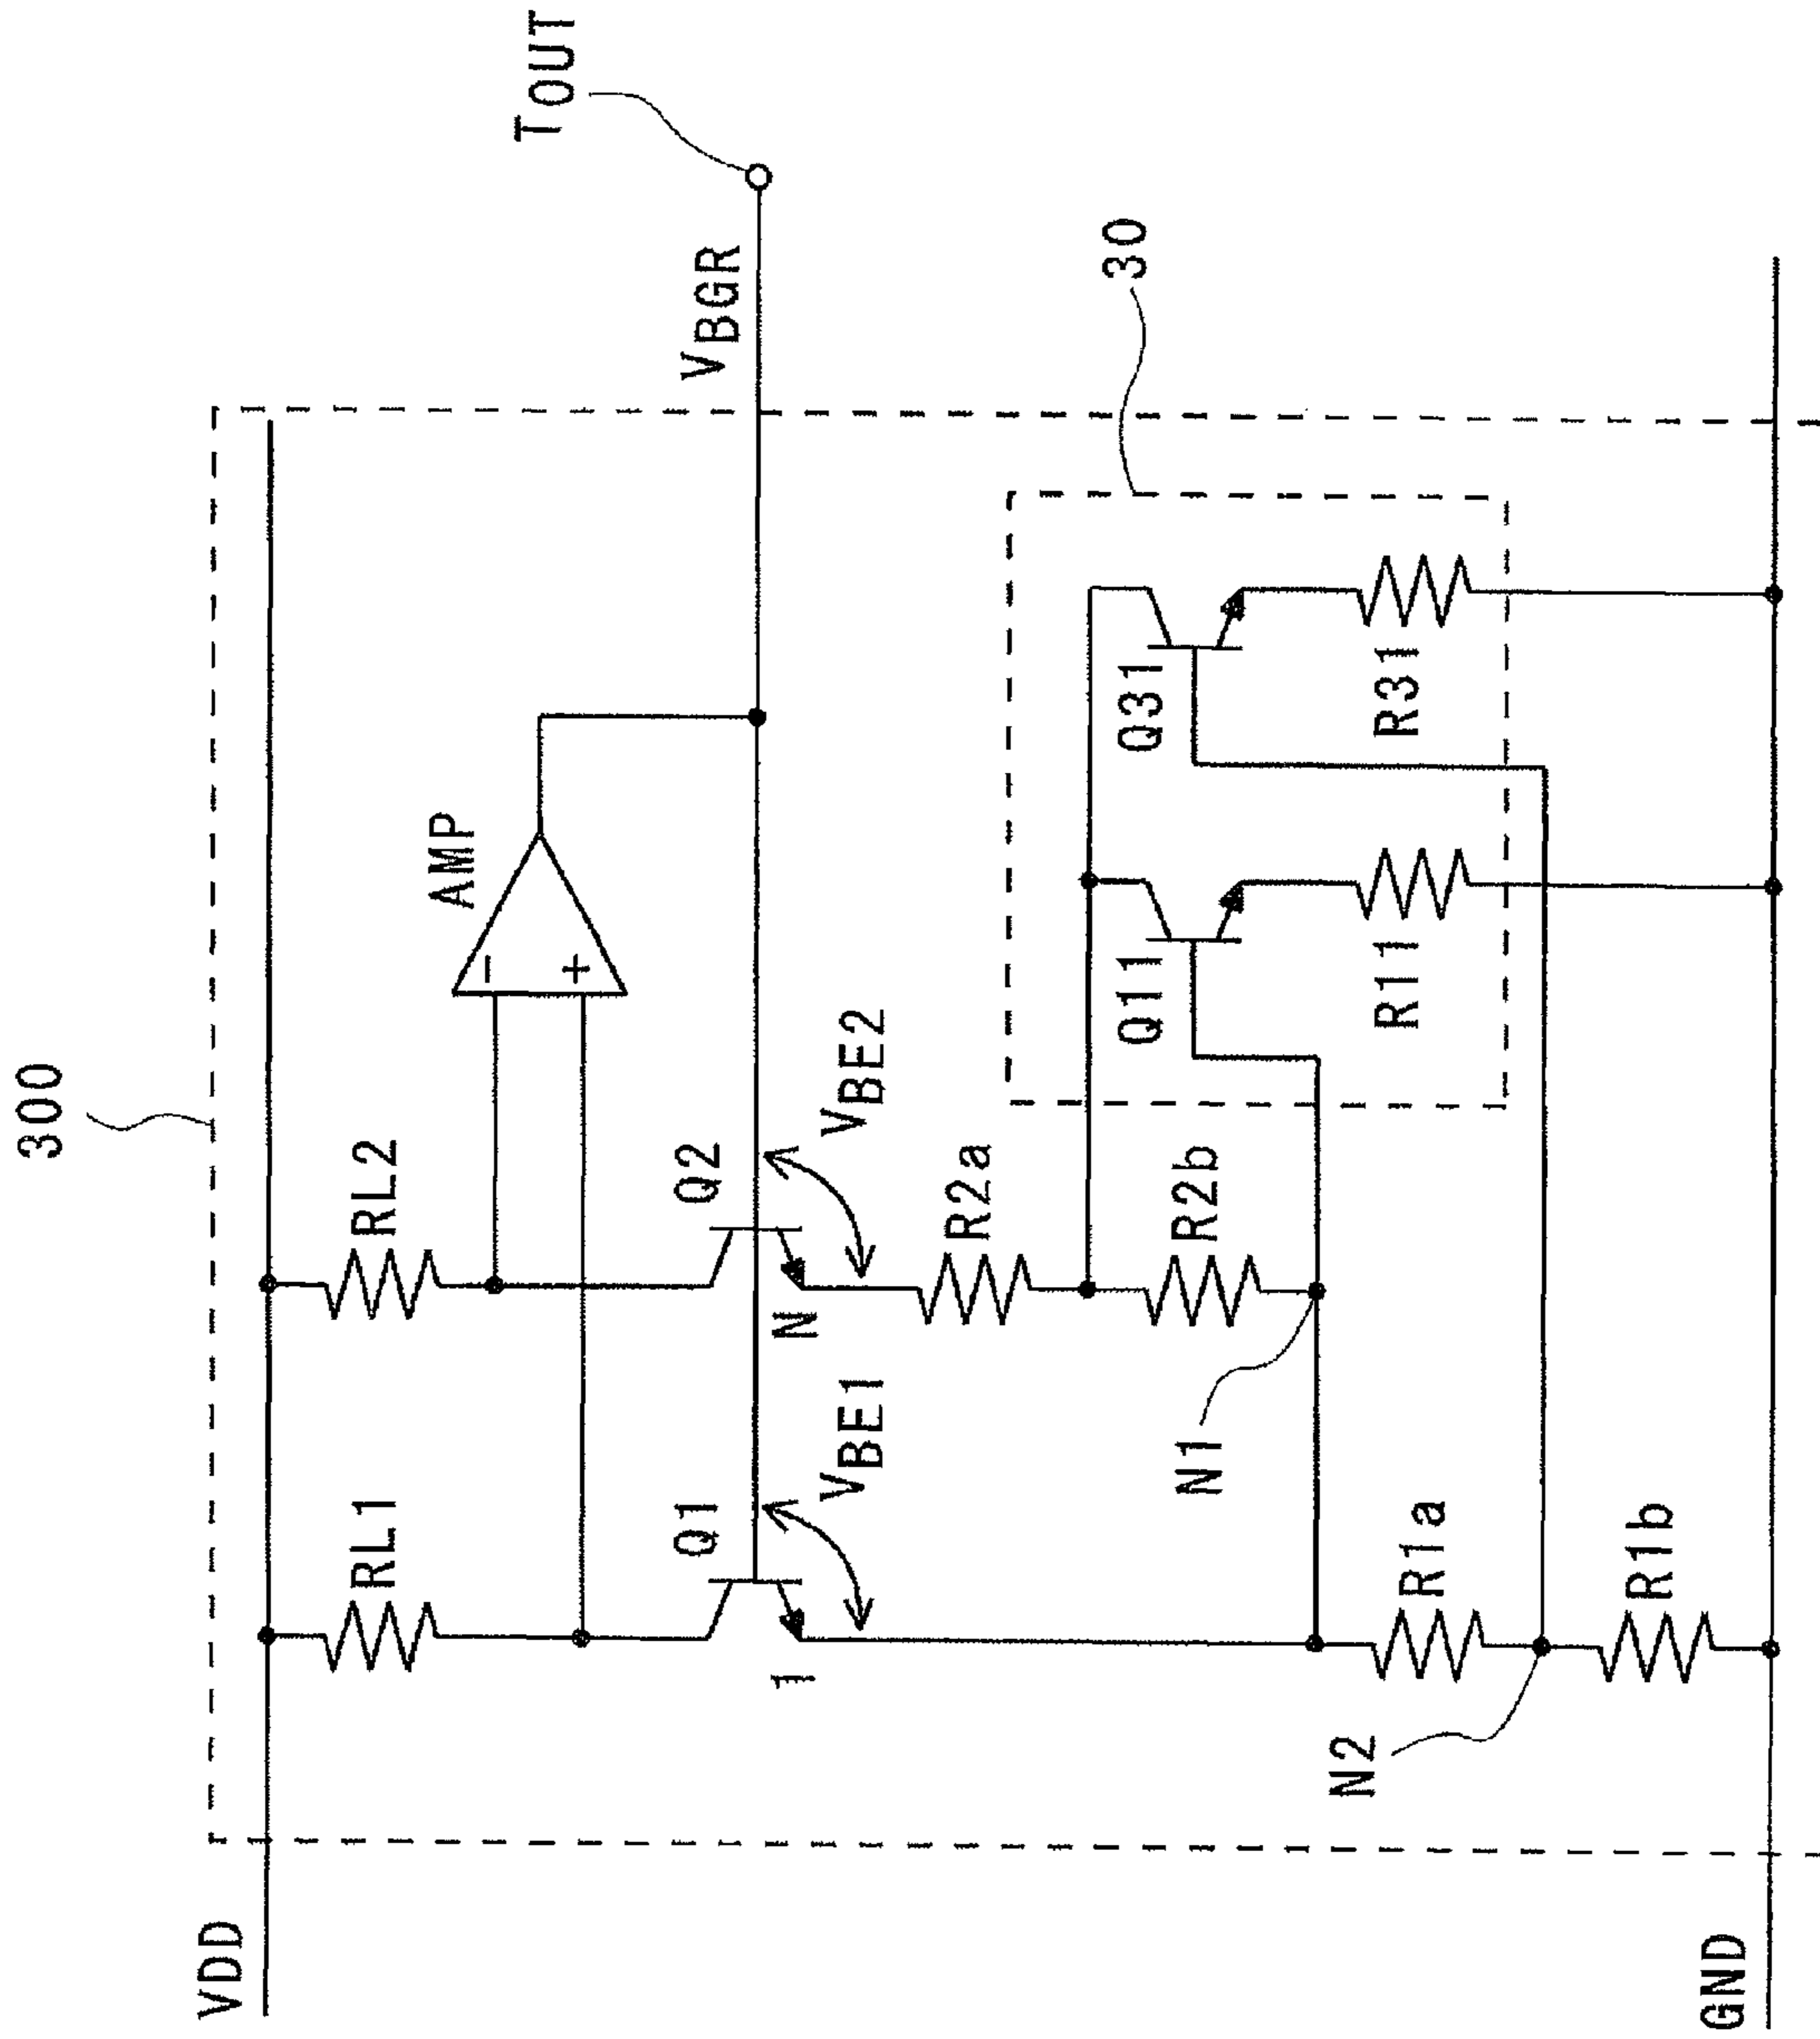 300
VDD
RL1
RL2
AMP
−
+
TOUT
VBGR
Q1
Q2
1
N
VBE1
VBE2
R2a
R2b
30
Q11
Q31
R11
R31
N1
N2
R1a
R1b
GND